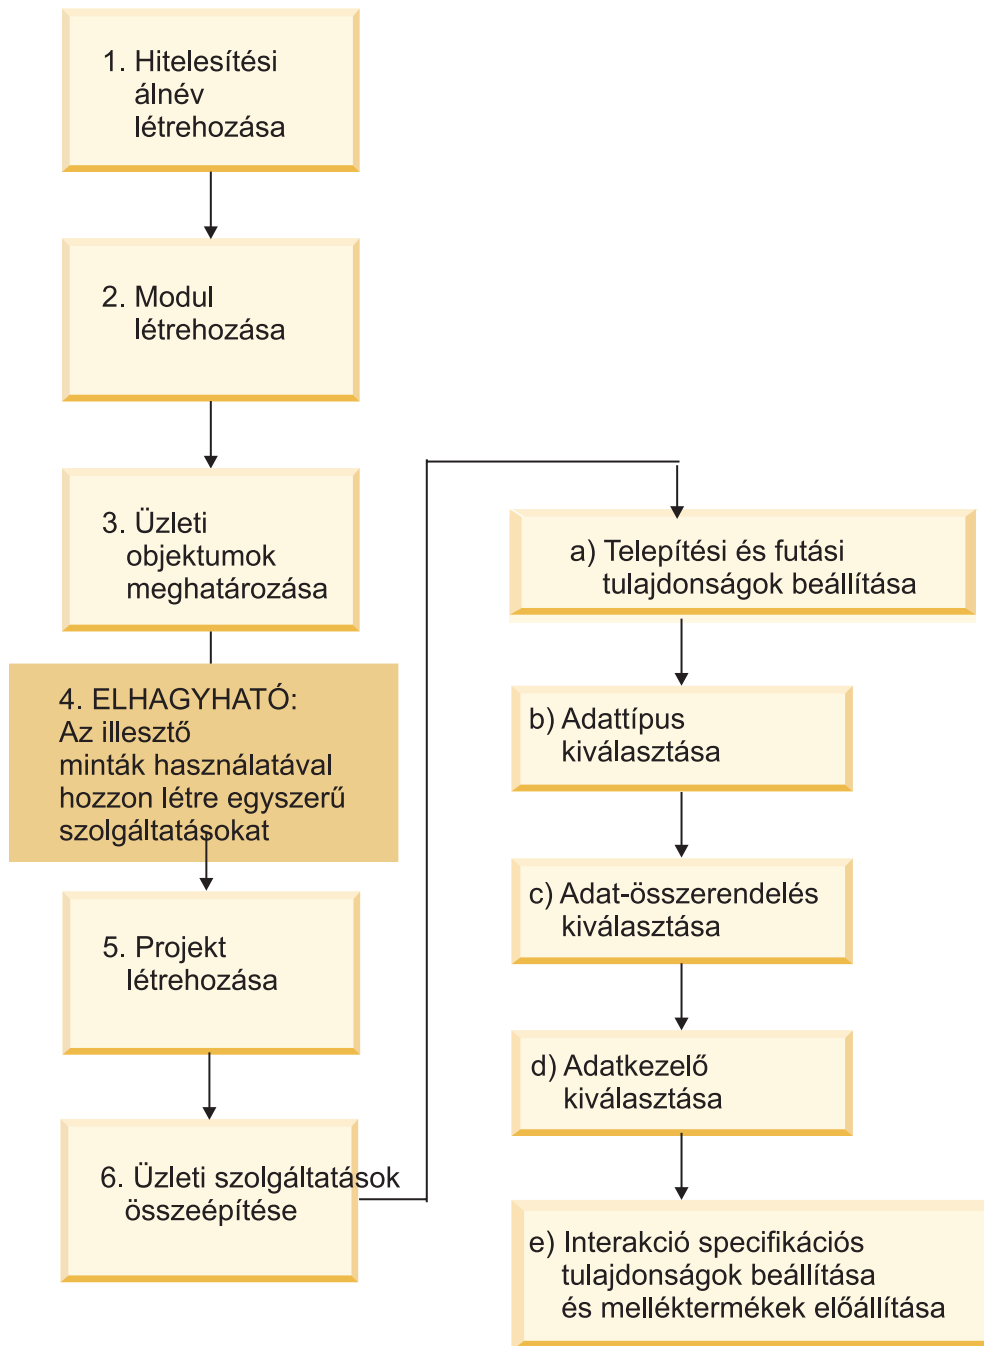 1. Hitelesítési
álnév
létrehozása
2. Modul
létrehozása
3. Üzleti
objektumok
meghatározása
4. ELHAGYHATÓ:
Az illesztő
minták használatával
hozzon létre egyszerű
szolgáltatásokat
5. Projekt
létrehozása
6. Üzleti szolgáltatások
összeépítése
a) Telepítési és futási
tulajdonságok beállítása
b) Adattípus
kiválasztása
c) Adat-összerendelés
kiválasztása
d) Adatkezelő
kiválasztása
e) Interakció specifikációs
tulajdonságok beállítása
és melléktermékek előállítása